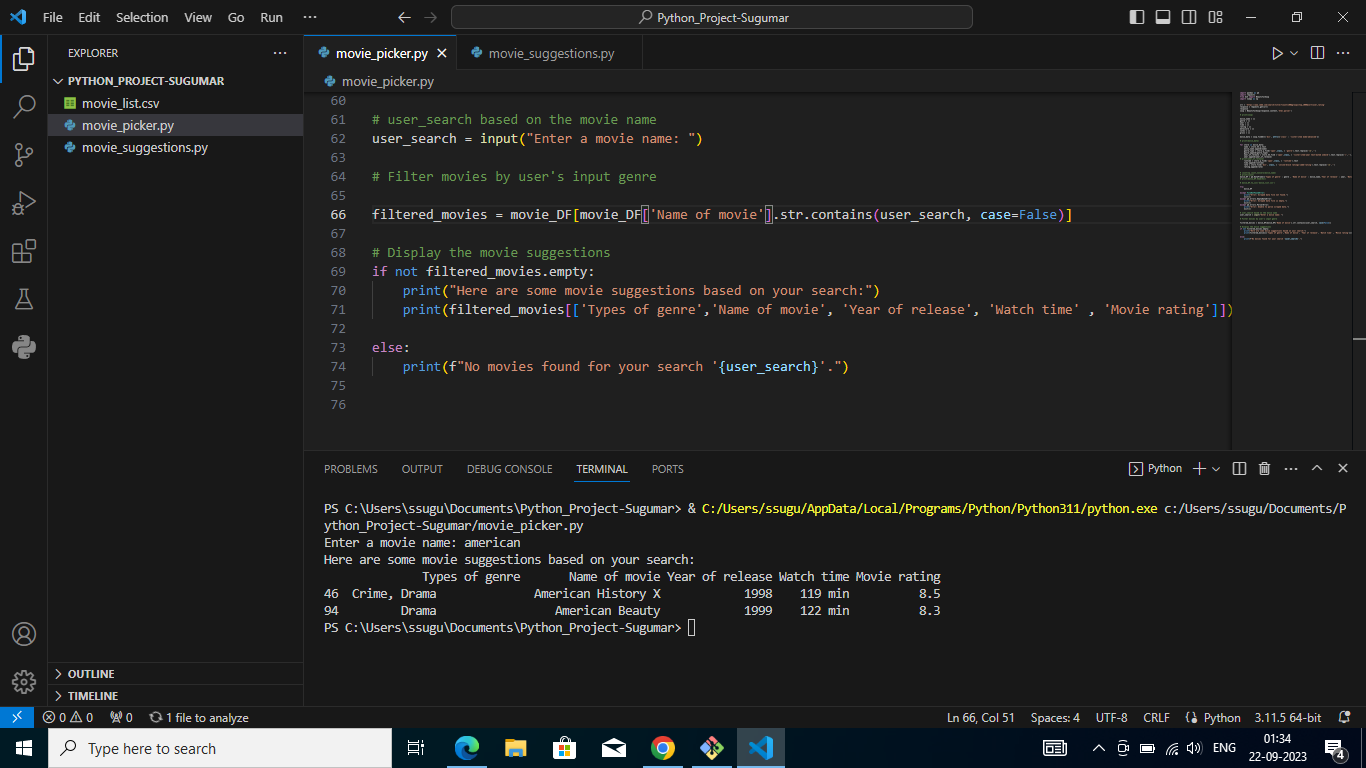 File Edit Selection View Go Run ··· Python_Project-Sugumar
EXPLORER ···
PYTHON_PROJECT-SUGUMAR
movie_list.csv
movie_picker.py
movie_suggestions.py
OUTLINE
TIMELINE
movie_picker.py movie_suggestions.py
movie_picker.py
60
61 # user_search based on the movie name
62 user_search = input("Enter a movie name: ")
63
64 # Filter movies by user's input genre
65
66 filtered_movies = movie_DF[movie_DF['Name of movie'].str.contains(user_search, case=False)]
67
68 # Display the movie suggestions
69 if not filtered_movies.empty:
70     print("Here are some movie suggestions based on your search:")
71     print(filtered_movies[['Types of genre','Name of movie', 'Year of release', 'Watch time' , 'Movie rating']])
72
73 else:
74     print(f"No movies found for your search '{user_search}'.")
75
76
PROBLEMS OUTPUT DEBUG CONSOLE TERMINAL PORTS Python
PS C:\Users\ssugu\Documents\Python_Project-Sugumar> & C:/Users/ssugu/AppData/Local/Programs/Python/Python311/python.exe c:/Users/ssugu/Documents/P
ython_Project-Sugumar/movie_picker.py
Enter a movie name: american
Here are some movie suggestions based on your search:
Types of genre Name of movie Year of release Watch time Movie rating
46 Crime, Drama American History X 1998 119 min 8.5
94 Drama American Beauty 1999 122 min 8.3
PS C:\Users\ssugu\Documents\Python_Project-Sugumar>
0 0 0 1 file to analyze Ln 66, Col 51 Spaces: 4 UTF-8 CRLF Python 3.11.5 64-bit
Type here to search ENG 01:34
22-09-2023 4